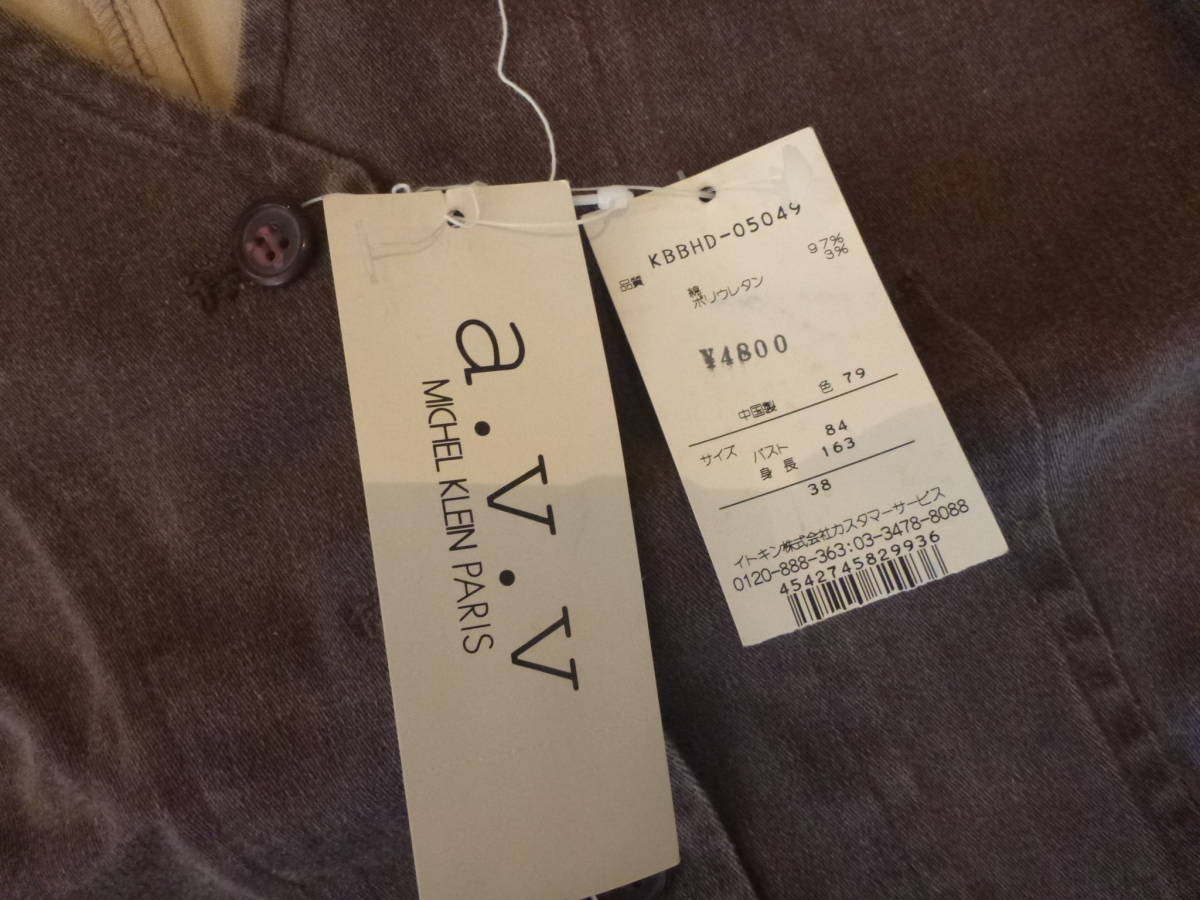 a.v.v
MICHEL KLEIN PARIS
KBBHD-05049
品質 綿 97%
ポリウレタン 3%
¥4800
中国製 色 79
サイズ バスト 84
身長 163
38
イトキン株式会社カスタマーサービス
0120-888-363:03-3478-8088
4542745829936